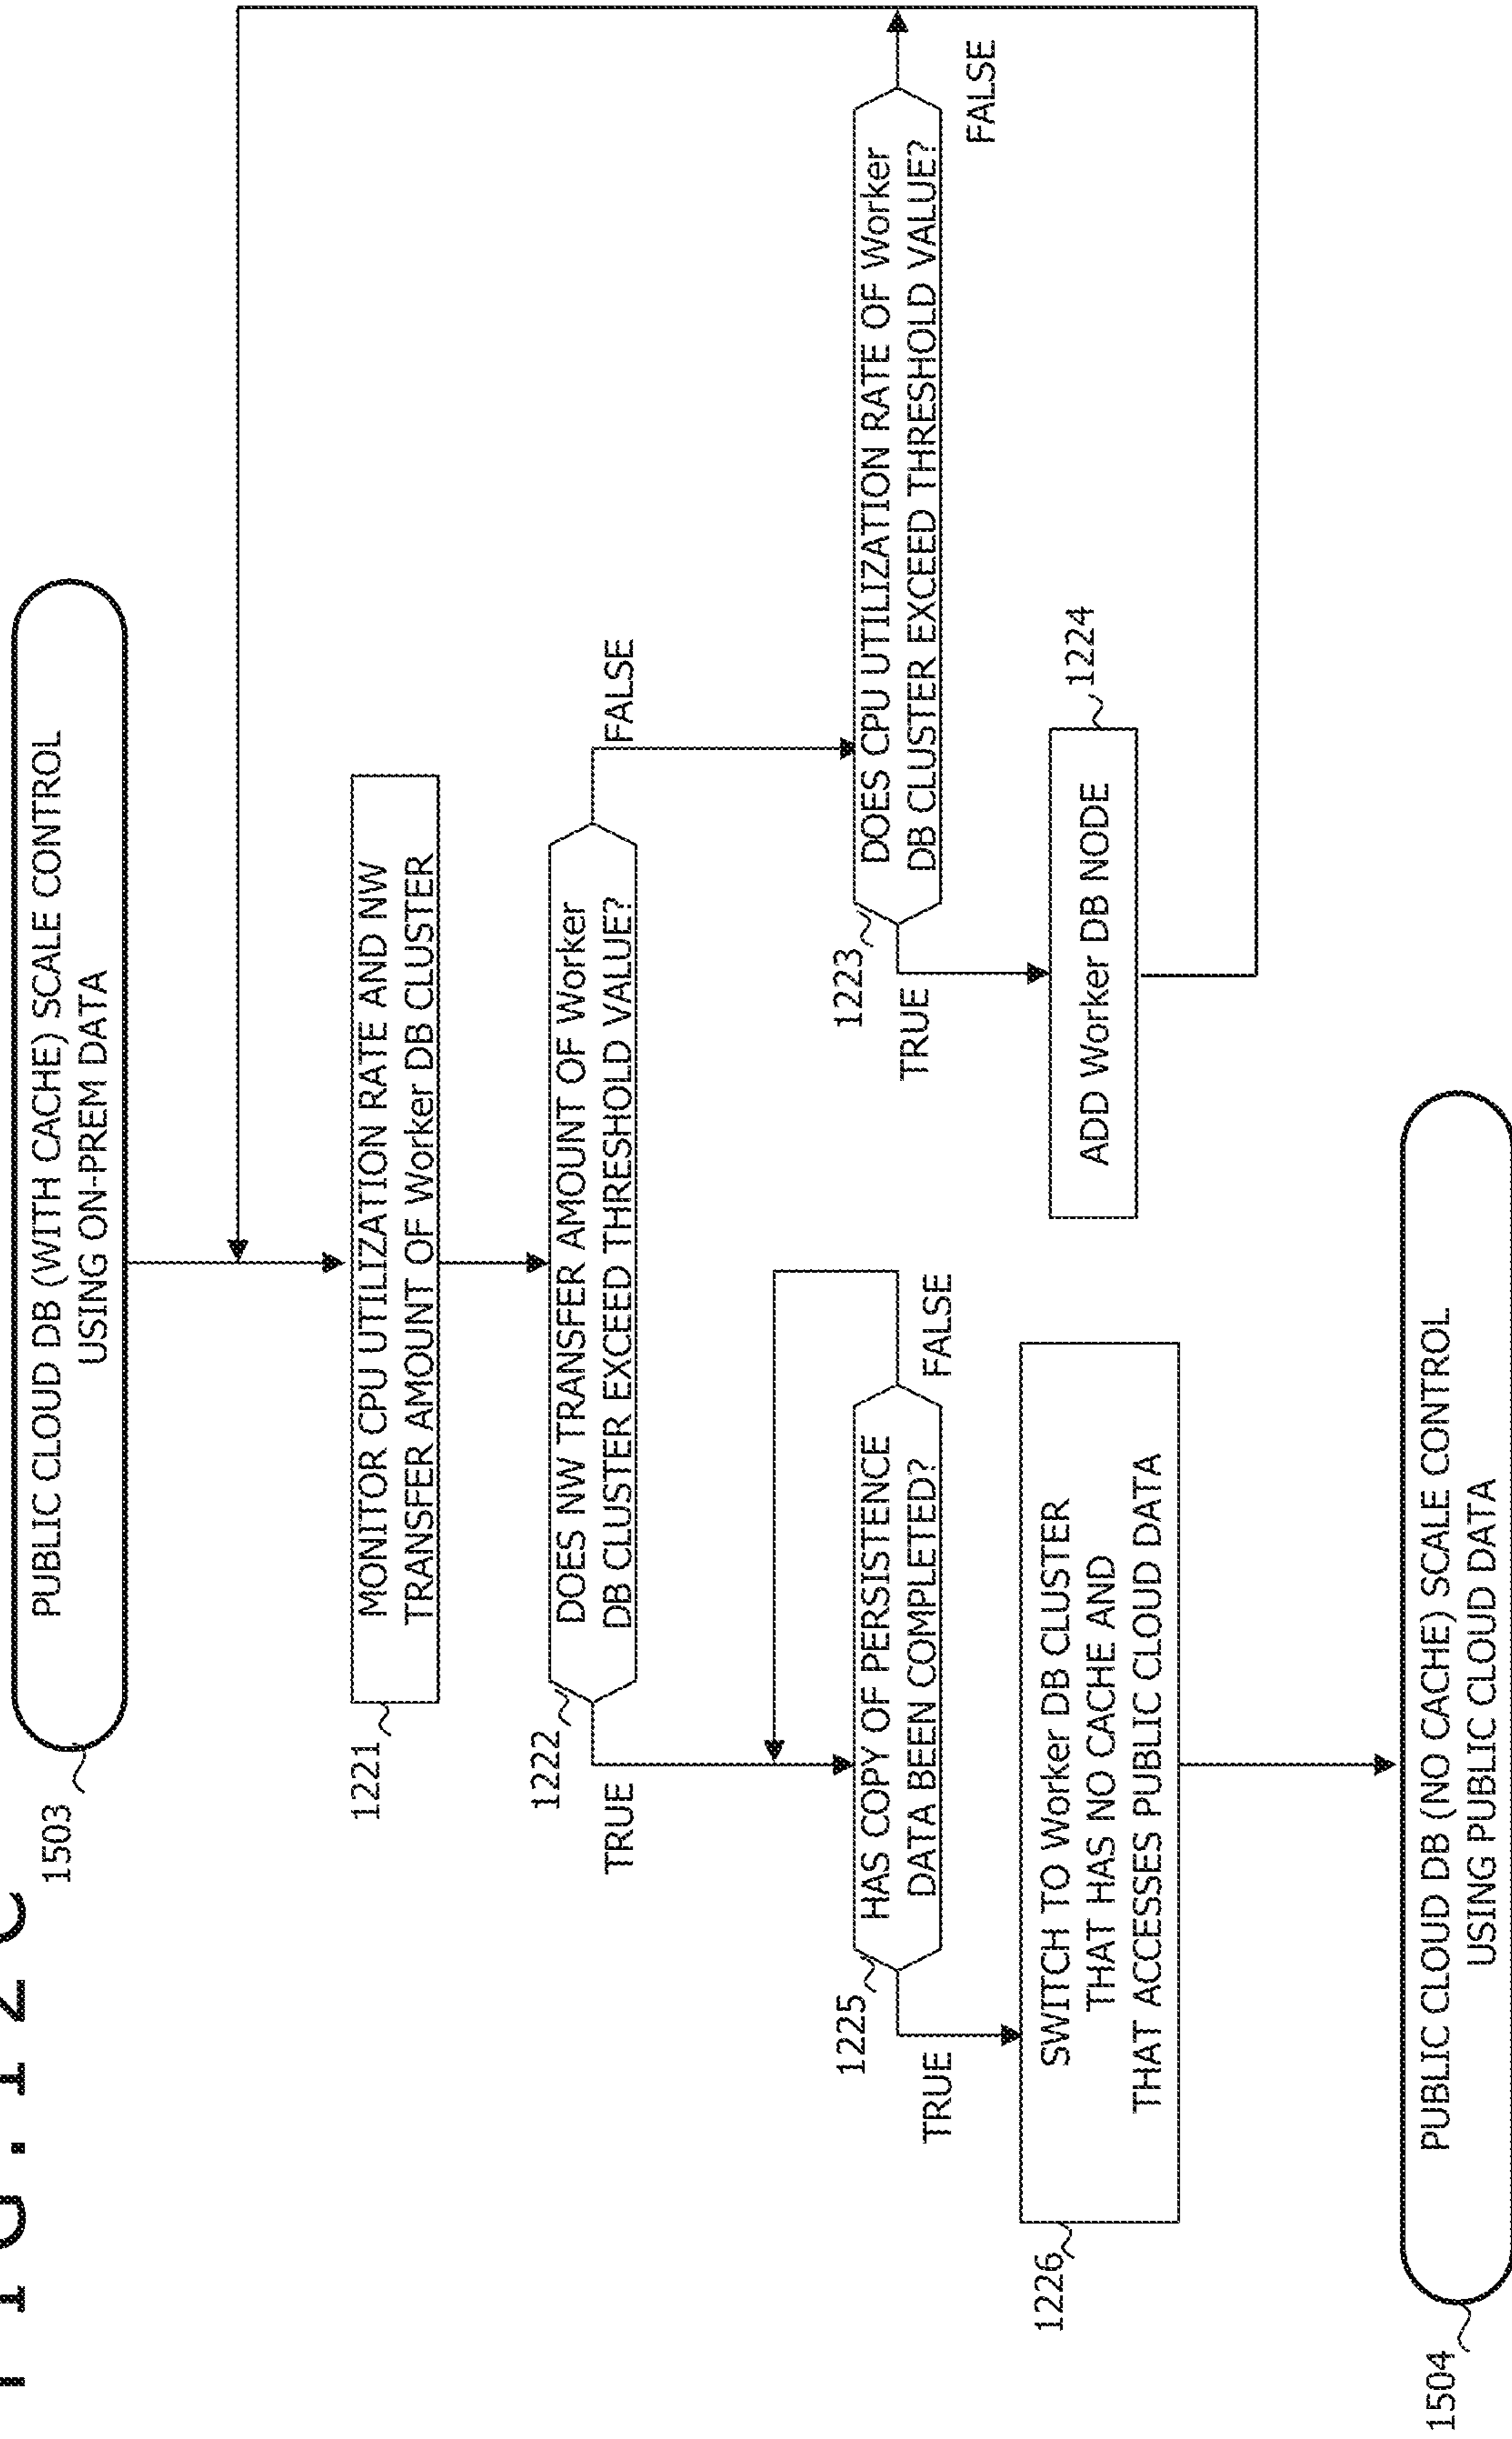 1503
PUBLIC CLOUD DB (WITH CACHE) SCALE CONTROL
USING ON-PREM DATA
1221
MONITOR CPU UTILIZATION RATE AND NW
TRANSFER AMOUNT OF Worker DB CLUSTER
1222
DOES NW TRANSFER AMOUNT OF Worker
DB CLUSTER EXCEED THRESHOLD VALUE?
TRUE
FALSE
1225
HAS COPY OF PERSISTENCE
DATA BEEN COMPLETED?
TRUE
FALSE
1223
DOES CPU UTILIZATION RATE OF Worker
DB CLUSTER EXCEED THRESHOLD VALUE?
TRUE
FALSE
1226
SWITCH TO Worker DB CLUSTER
THAT HAS NO CACHE AND
THAT ACCESSES PUBLIC CLOUD DATA
ADD Worker DB NODE
1224
1504
PUBLIC CLOUD DB (NO CACHE) SCALE CONTROL
USING PUBLIC CLOUD DATA